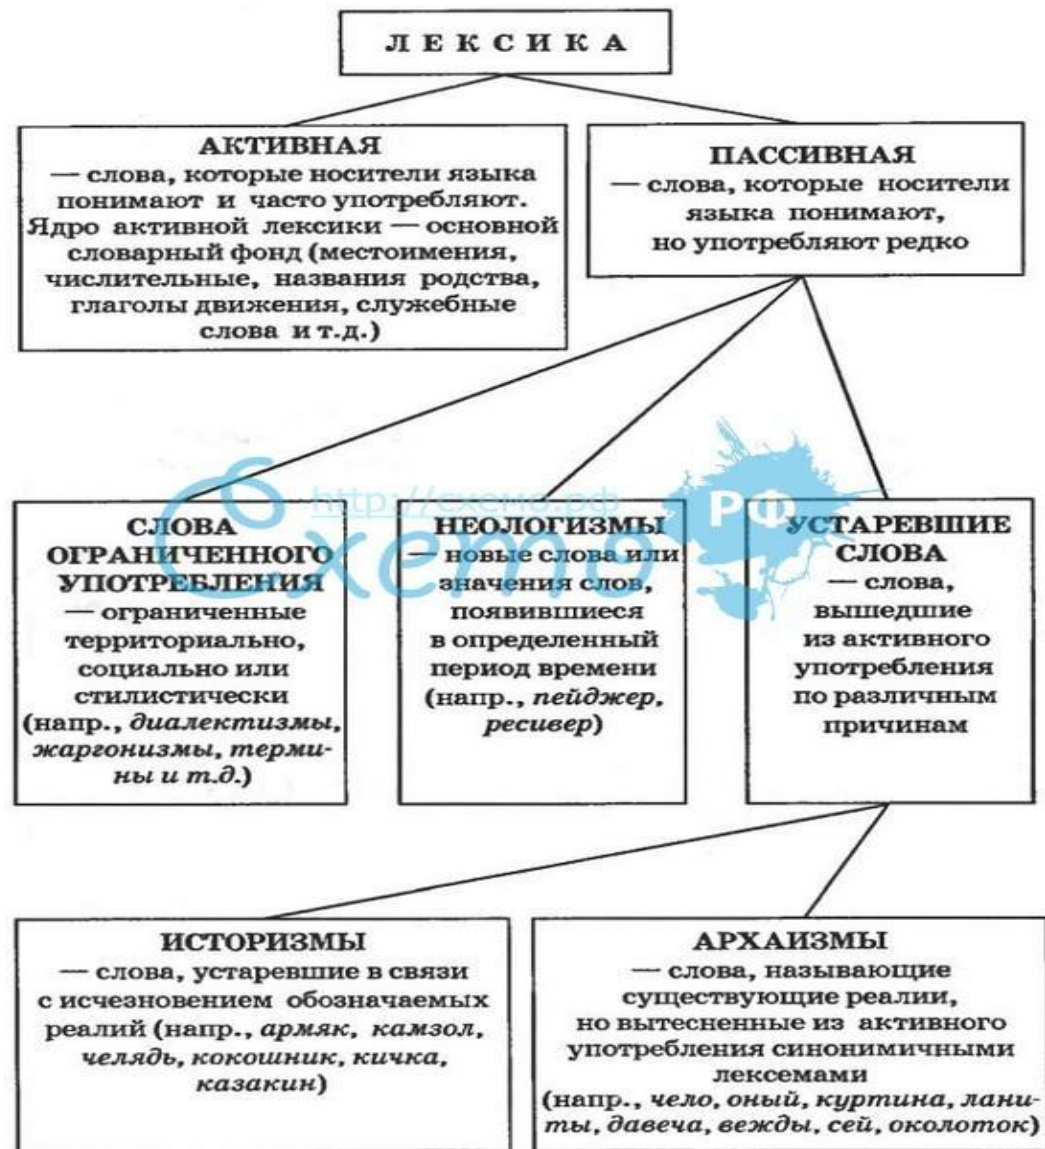 ЛЕКСИКА
АКТИВНАЯ
— слова, которые носители языка
понимают и часто употребляют.
Ядро активной лексики — основной
словарный фонд (местоимения,
числительные, названия родства,
глаголы движения, служебные
слова и т.д.)
ПАССИВНАЯ
— слова, которые носители
языка понимают,
но употребляют редко
СЛОВА
ОГРАНИЧЕННОГО
УПОТРЕБЛЕНИЯ
— ограниченные
территориально,
социально или
стилистически
(напр., диалектизмы,
жаргонизмы, терми-
ны и т.д.)
НЕОЛОГИЗМЫ
— новые слова или
значения слов,
появившиеся
в определенный
период времени
(напр., пейджер,
ресивер)
УСТАРЕВШИЕ
СЛОВА
— слова,
вышедшие
из активного
употребления
по различным
причинам
http://схемо.рф
Схемо
РФ
ИСТОРИЗМЫ
— слова, устаревшие в связи
с исчезновением обозначаемых
реалий (напр., армяк, камзол,
челядь, кокошник, кичка,
казакин)
АРХАИЗМЫ
— слова, называющие
существующие реалии,
но вытесненные из активного
употребления синонимичными
лексемами
(напр., чело, оный, куртина, лани-
ты, давеча, вежды, сей, околоток)